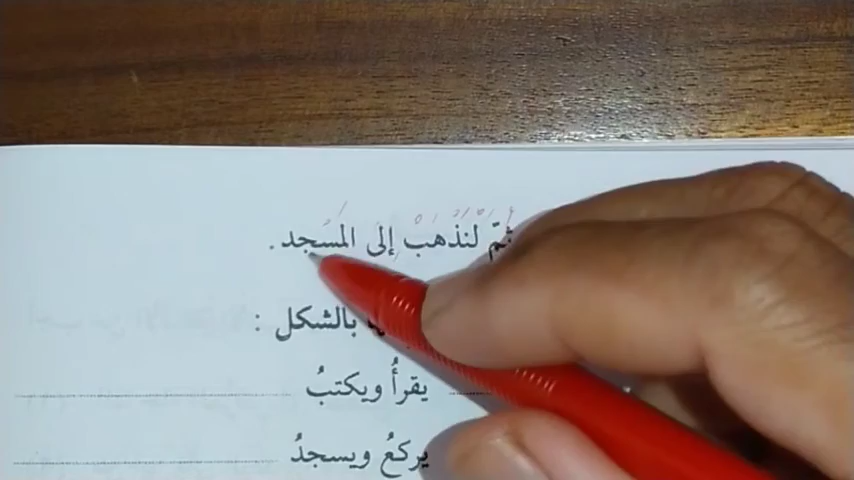 ثمّ لنذهب إلى المسجد .
بالشكل :
يقرأُ ويكتبُ
يركعُ ويسجدُ